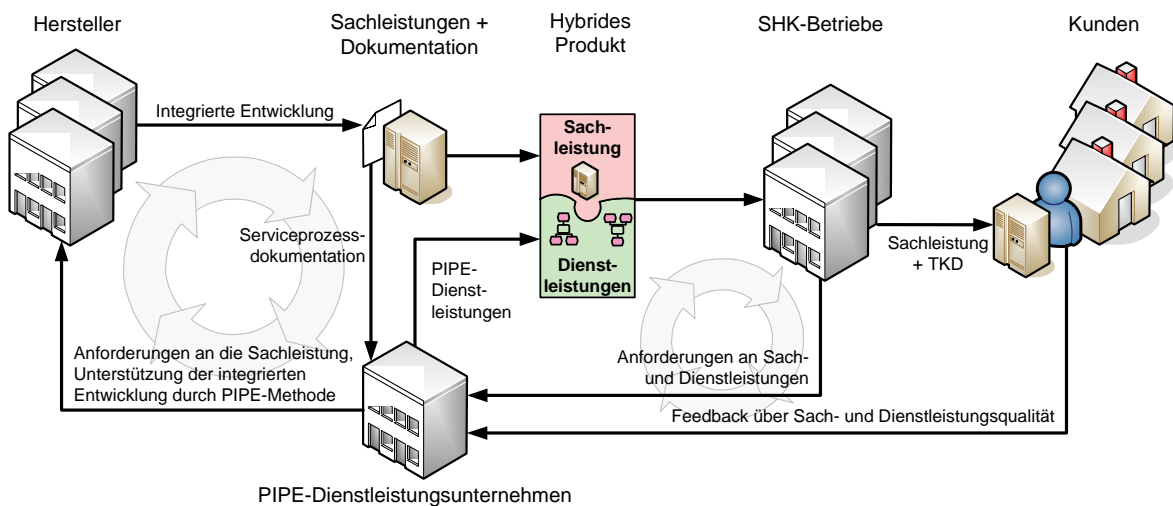 Hersteller
Sachleistungen +
Dokumentation
Hybrides
Produkt
SHK-Betriebe
Kunden
Integrierte Entwicklung
Sach-
leistung
Dienst-
leistungen
Serviceprozess-
dokumentation
PIPE-
Dienst-
leistungen
Sachleistung
+ TKD
Anforderungen an die Sachleistung,
Unterstützung der integrierten
Entwicklung durch PIPE-Methode
Anforderungen an Sach-
und Dienstleistungen
Feedback über Sach- und Dienstleistungsqualität
PIPE-Dienstleistungsunternehmen